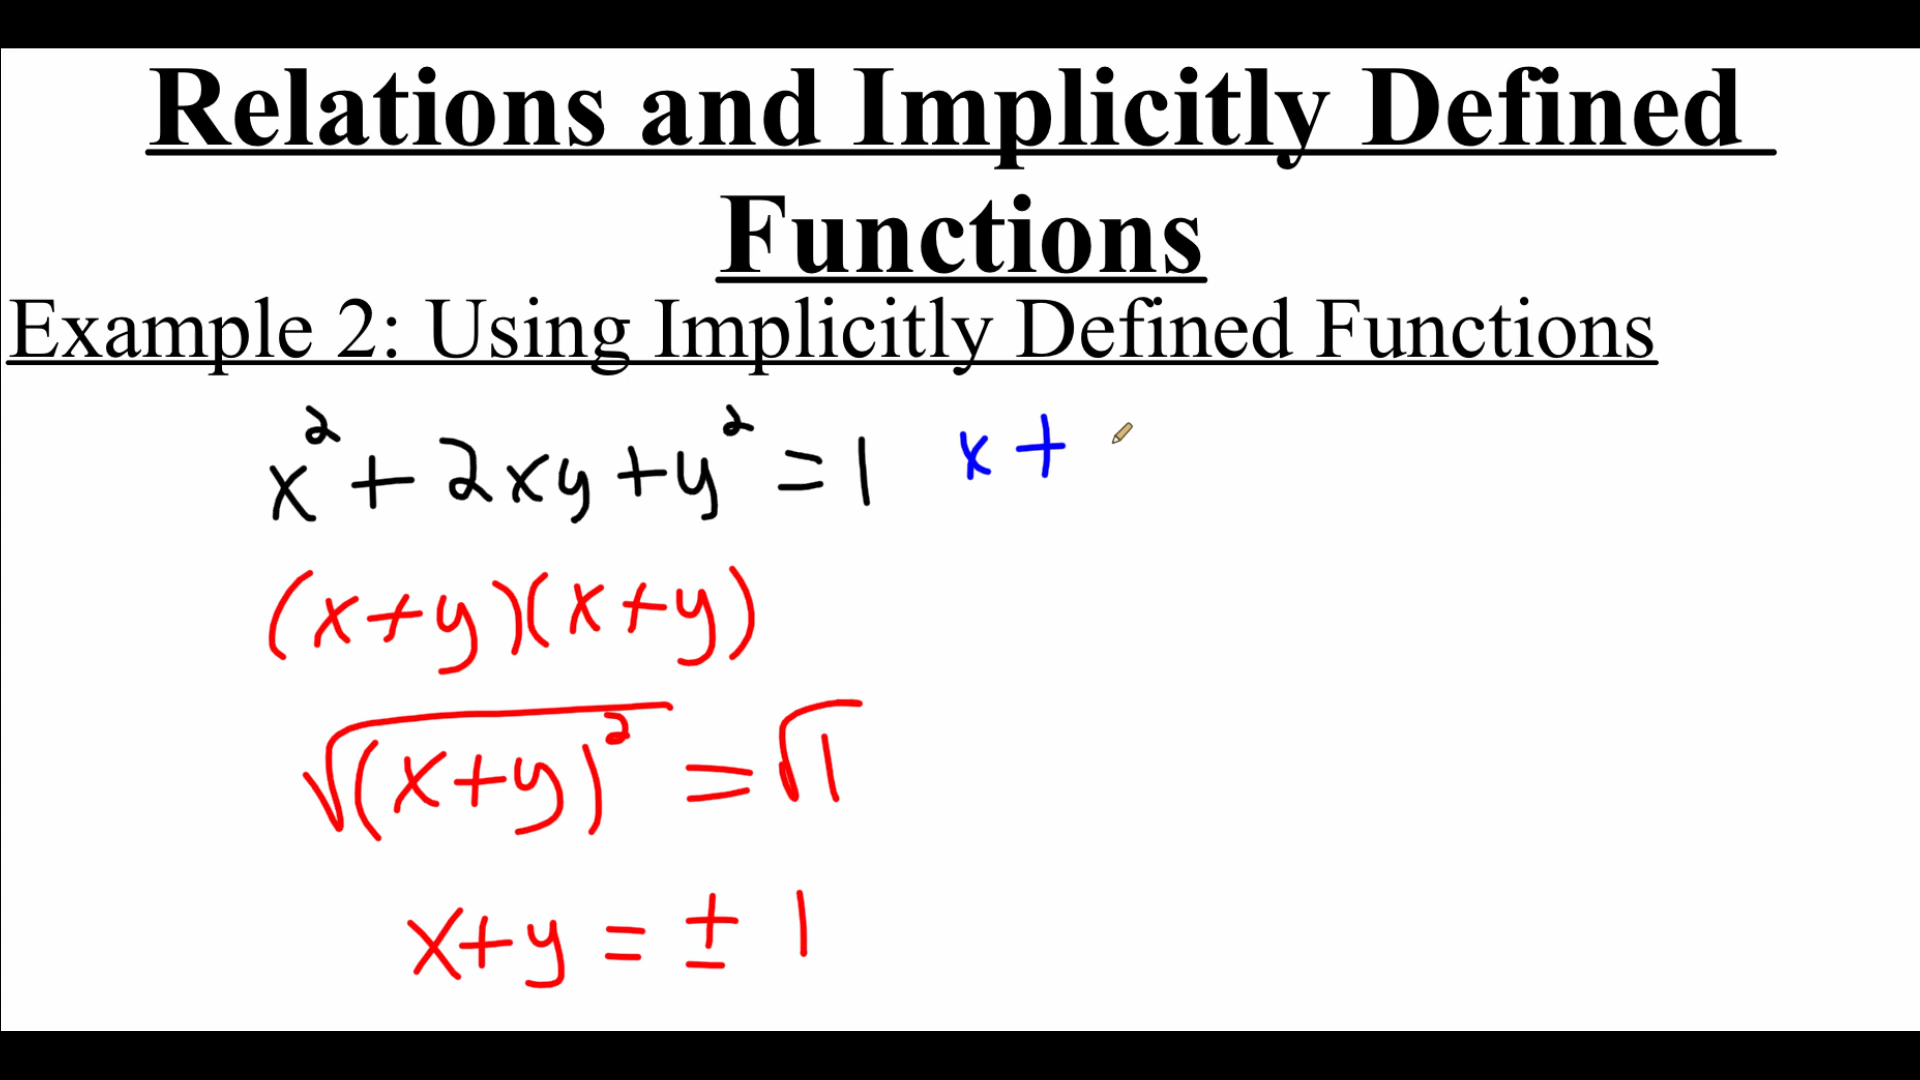 Relations and Implicitly Defined
Functions
Example 2: Using Implicitly Defined Functions
x² + 2xy + y² = 1
x +
(x+y)(x+y)
√(x+y)² = √1
x+y = ± 1